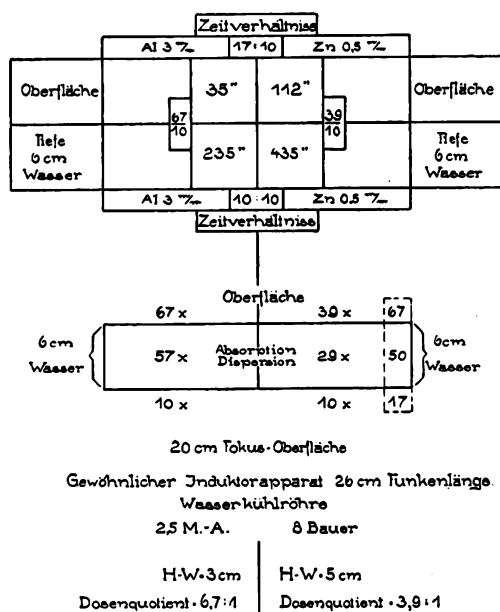 Zeitverhältniss
Al 3 m/m 17:10 Zn 0,5 m/m
Oberfläche 35" 112" Oberfläche
67/10 39/10
Tiefe 6 cm Wasser 235" 435" Tiefe 6 cm Wasser
Al 3 m/m 10:10 Zn 0,5 m/m
Zeitverhältniss
Oberfläche
67 x 39 x 67
6 cm Wasser 57 x Absorption Dispersion 29 x 50 6 cm Wasser
10 x 10 x 17
20 cm Fokus-Oberfläche
Gewöhnlicher Induktorapparat 26 cm Funkenlänge.
Wasserkühlröhre
2,5 M.-A. 8 Bauer
H-W·3cm H-W·5cm
Dosenquotient·6,7:1 Dosenquotient·3,9:1